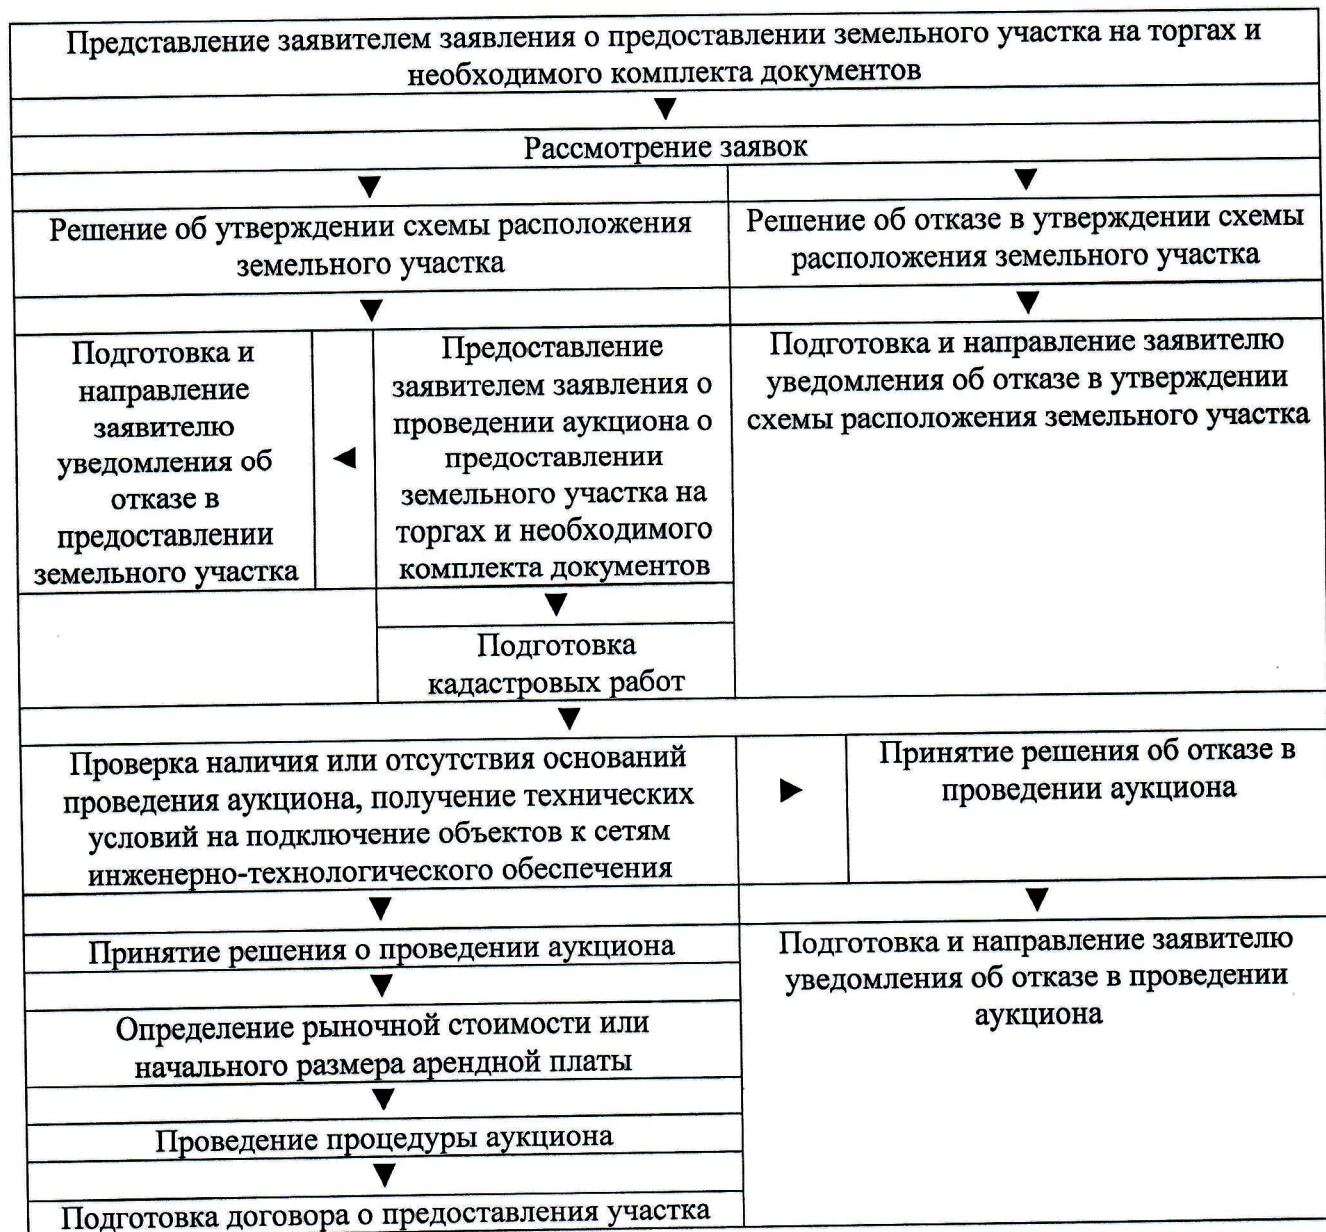 Представление заявителем заявления о предоставлении земельного участка на торгах и
необходимого комплекта документов
Рассмотрение заявок
Решение об утверждении схемы расположения
земельного участка
Решение об отказе в утверждении схемы
расположения земельного участка
Подготовка и
направление
заявителю
уведомления об
отказе в
предоставлении
земельного участка
Предоставление
заявителем заявления о
проведении аукциона о
предоставлении
земельного участка на
торгах и необходимого
комплекта документов
Подготовка и направление заявителю
уведомления об отказе в утверждении
схемы расположения земельного участка
Подготовка
кадастровых работ
Проверка наличия или отсутствия оснований
проведения аукциона, получение технических
условий на подключение объектов к сетям
инженерно-технологического обеспечения
Принятие решения об отказе в
проведении аукциона
Принятие решения о проведении аукциона
Подготовка и направление заявителю
уведомления об отказе в проведении
аукциона
Определение рыночной стоимости или
начального размера арендной платы
Проведение процедуры аукциона
Подготовка договора о предоставления участка